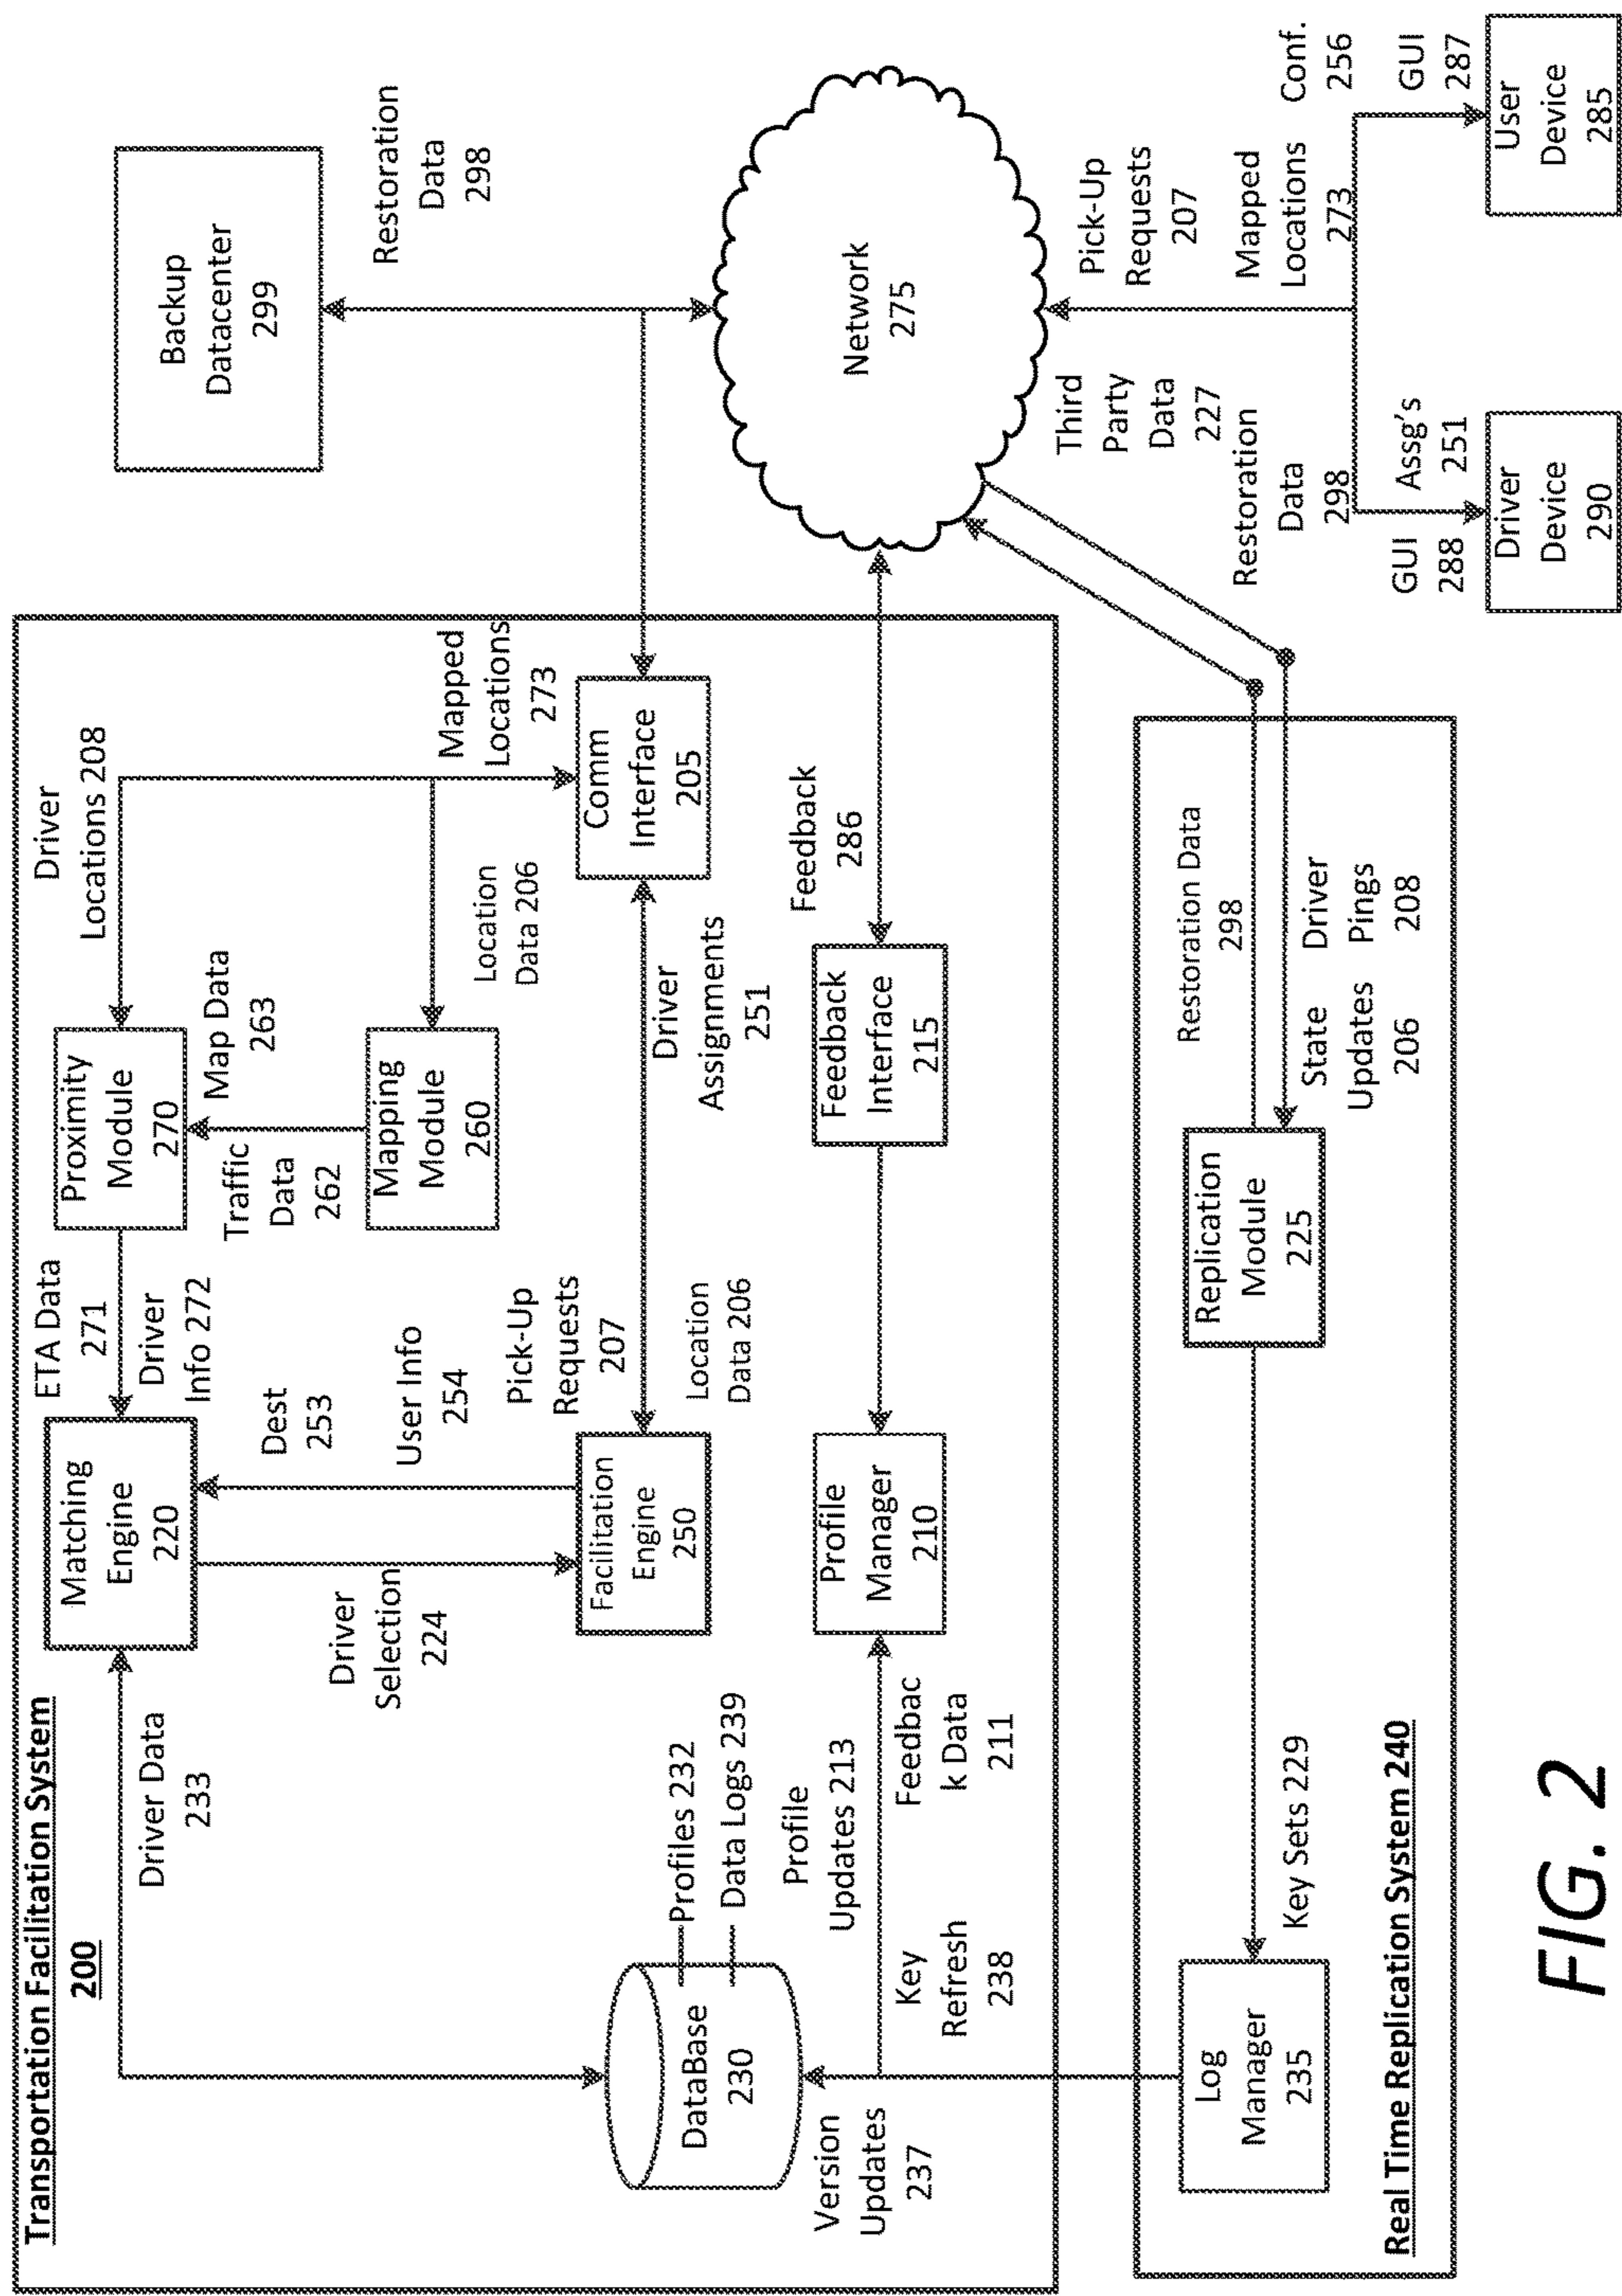 Transportation Facilitation System
200
Driver Data
233
Matching
Engine
220
ETA Data
271
Driver
Info 272
Proximity
Module
270
Driver
Locations 208
Map Data
263
Traffic
Data
262
Mapping
Module
260
Location
Data 206
Mapped
Locations
273
Dest
253
User Info
254
Driver
Selection
224
Pick-Up
Requests
207
Facilitation
Engine
250
Location
Data 206
Driver
Assignments
251
Comm
Interface
205
DataBase
230
Profiles 232
Data Logs 239
Version
Updates
237
Key
Refresh
238
Profile
Updates 213
Feedbac
k Data
211
Profile
Manager
210
Feedback
Interface
215
Feedback
286
Backup
Datacenter
299
Restoration
Data
298
Network
275
Third
Party
Data
227
Pick-Up
Requests
207
Restoration
Data
298
Mapped
Locations
273
Conf.
256
GUI
288
Assg's
251
GUI
287
Driver
Device
290
User
Device
285
Log
Manager
235
Key Sets 229
Replication
Module
225
Restoration Data
298
State
Updates
206
Driver
Pings
208
Real Time Replication System 240
FIG. 2